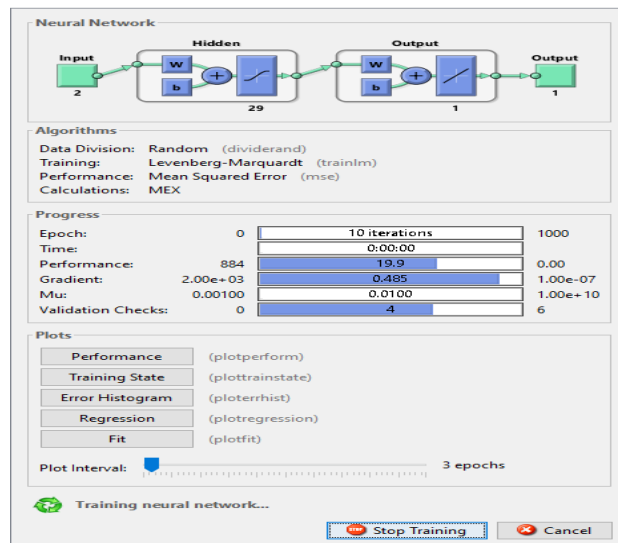 Neural Network
Hidden Output
Input Output
W W
b b
+ +
2 1
29 1
Algorithms
Data Division: Random (dividerand)
Training: Levenberg-Marquardt (trainlm)
Performance: Mean Squared Error (mse)
Calculations: MEX
Progress
Epoch: 0 10 iterations 1000
Time: 0:00:00
Performance: 884 19.9 0.00
Gradient: 2.00e+03 0.485 1.00e-07
Mu: 0.00100 0.0100 1.00e+10
Validation Checks: 0 4 6
Plots
Performance (plotperform)
Training State (plottrainstate)
Error Histogram (ploterrhist)
Regression (plotregression)
Fit (plotfit)
Plot Interval: 3 epochs
Training neural network...
STOP Stop Training Cancel